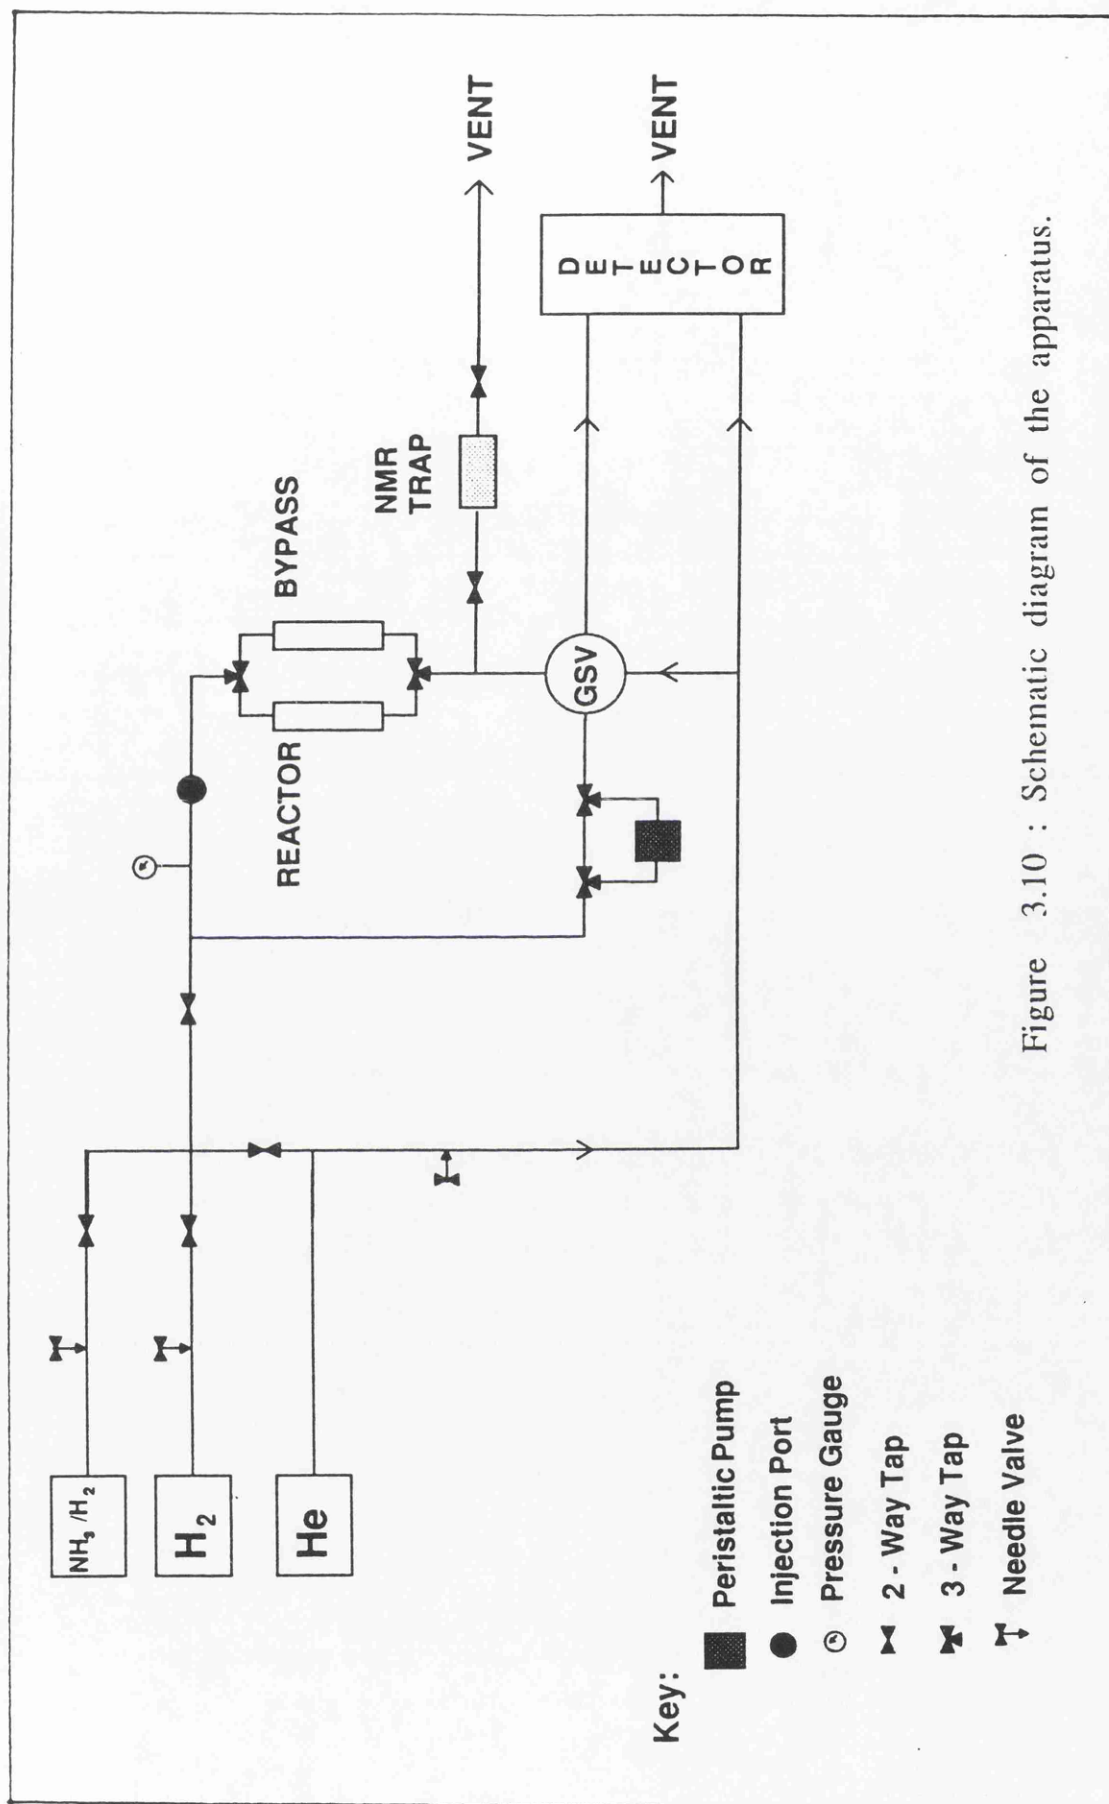 NH₃/H₂
H₂
He
REACTOR
BYPASS
NMR
TRAP
VENT
GSV
DETECTOR
VENT
Key:
Peristaltic Pump
Injection Port
Pressure Gauge
2 - Way Tap
3 - Way Tap
Needle Valve
Figure 3.10 : Schematic diagram of the apparatus.